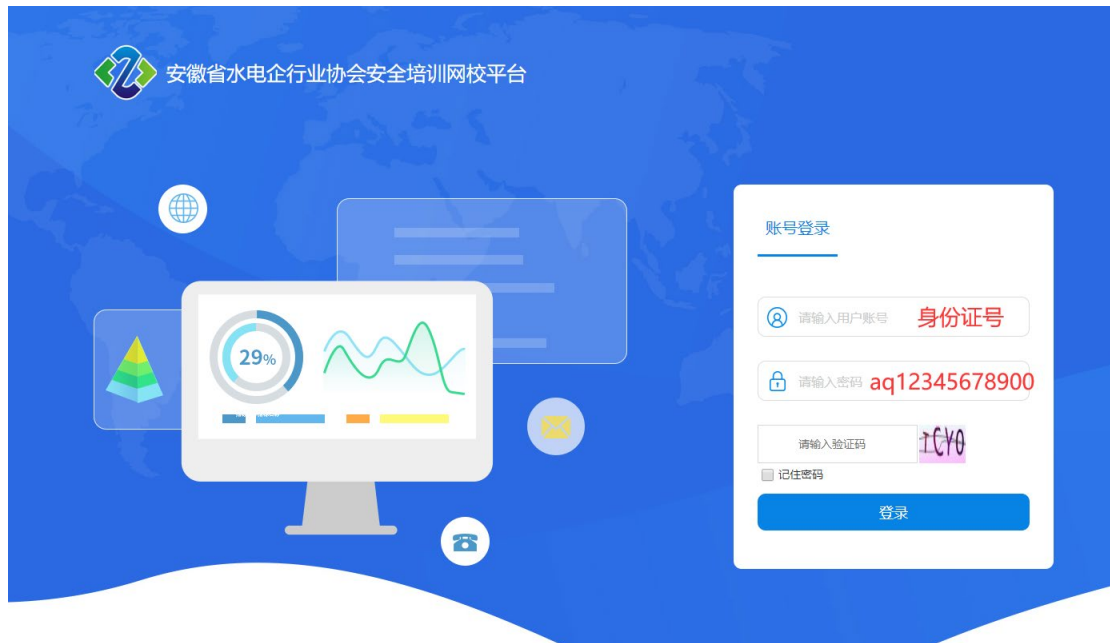 安徽省水电企行业协会安全培训网校平台
账号登录
请输入用户账号 身份证号
请输入密码 aq12345678900
请输入验证码
记住密码
登录
29%